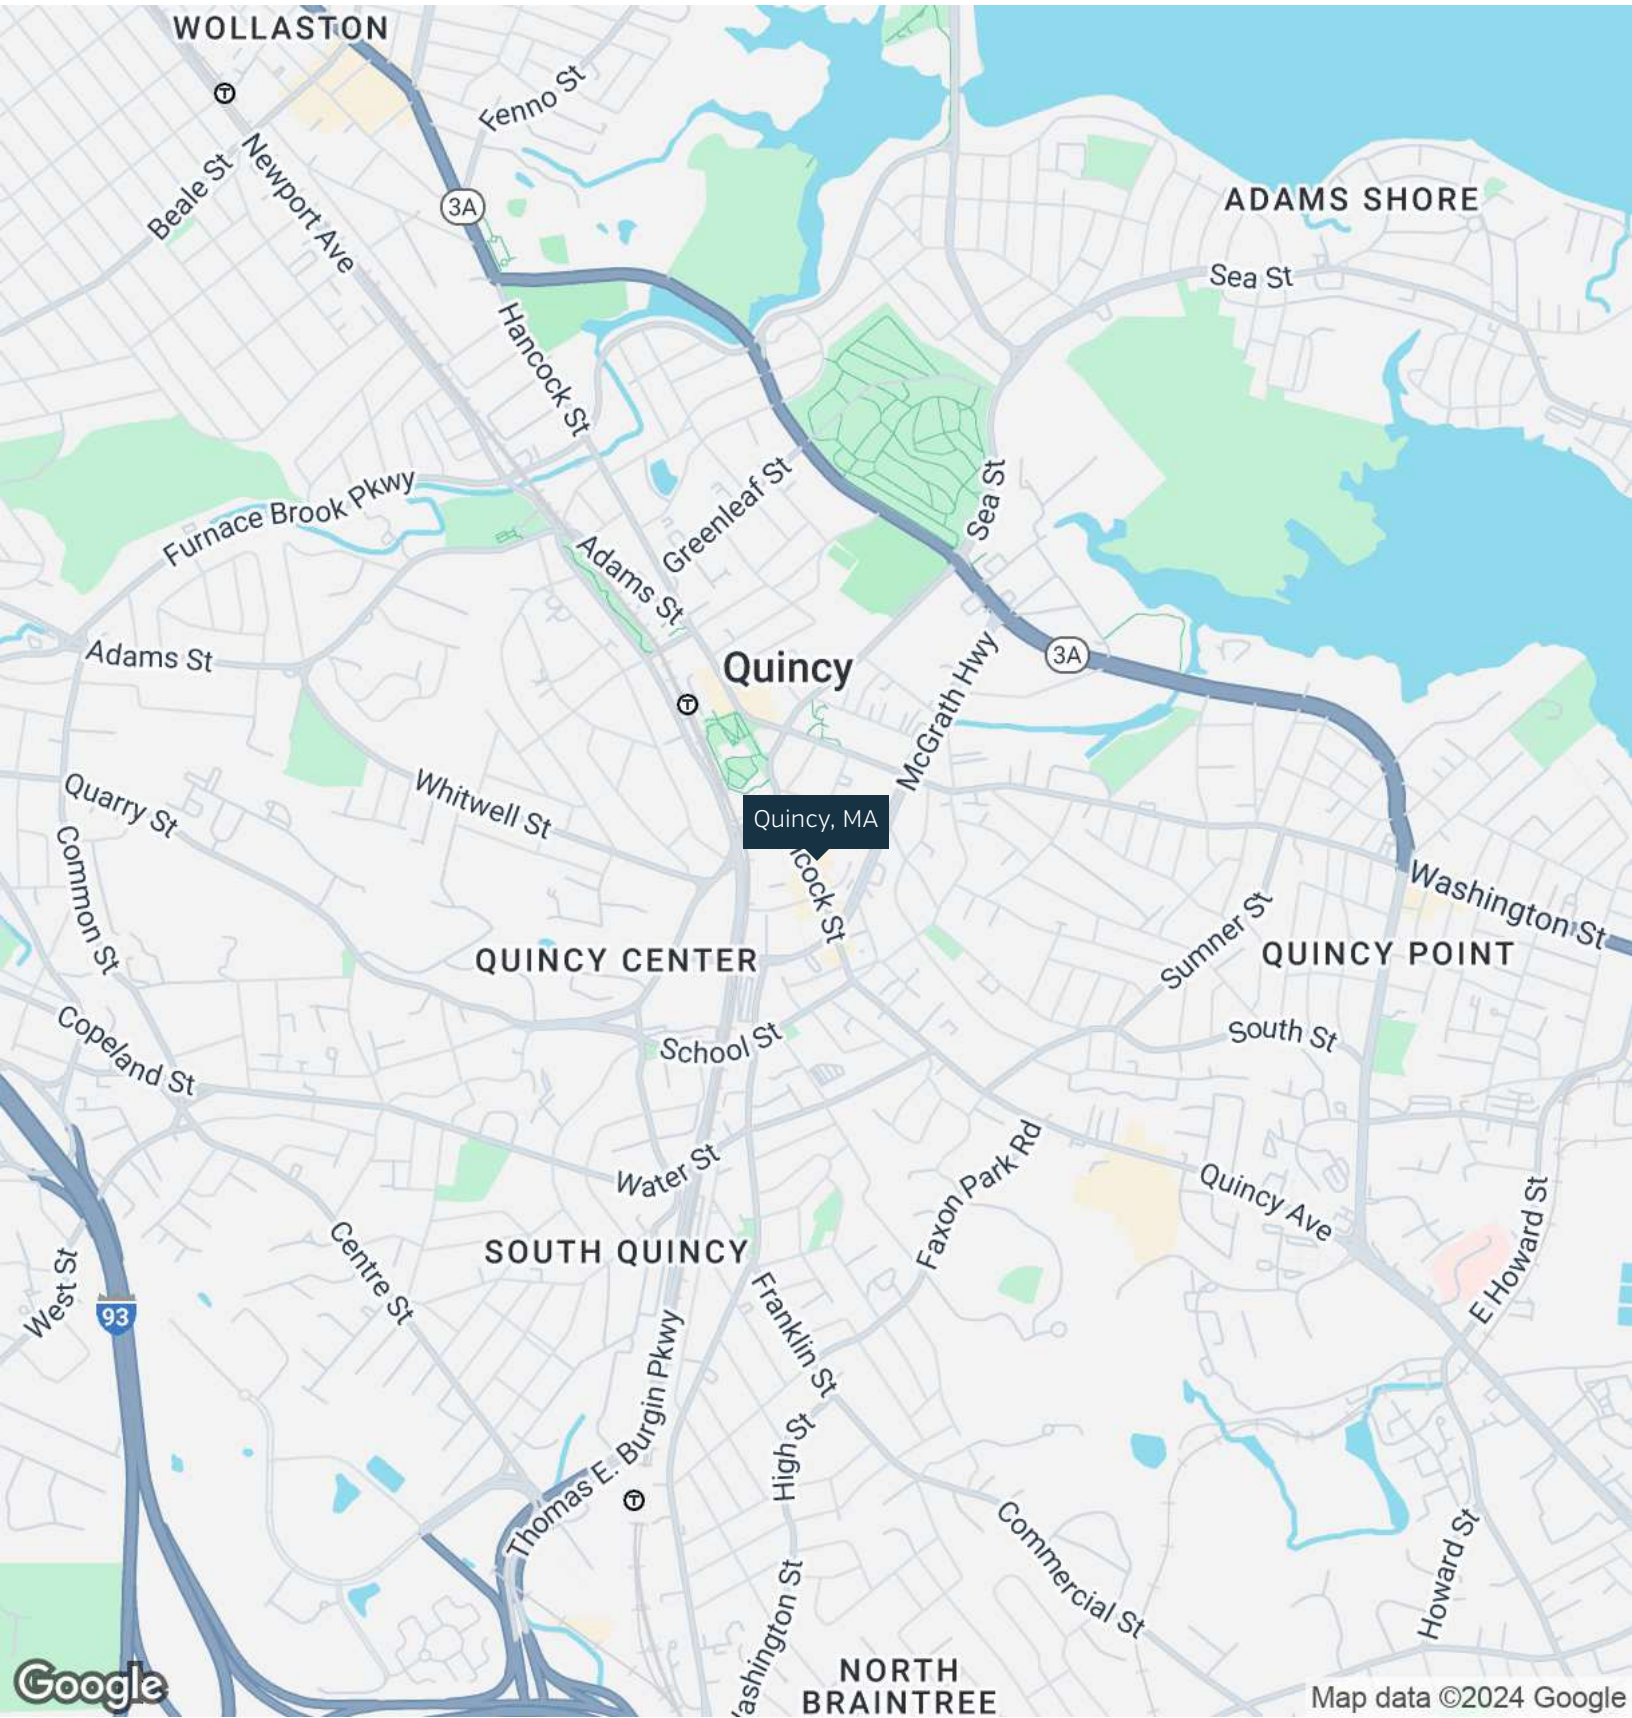 WOLLASTON
T
Fenno St
Newport Ave
Beale St
3A
ADAMS SHORE
Sea St
Hancock St
Furnace Brook Pkwy
Greenleaf St
Sea St
Adams St
Adams St
Quincy
3A
McGrath Hwy
T
Quarry St
Whitwell St
Quincy, MA
Common St
cock St
Washington St
Sumner St
QUINCY CENTER
QUINCY POINT
Copeland St
School St
South St
Water St
Faxon Park Rd
Quincy Ave
E Howard St
SOUTH QUINCY
Centre St
West St
93
Franklin St
Thomas E. Burgin Pkwy
High St
T
Commercial St
Howard St
ashington St
NORTH
BRAINTREE
Google
Map data ©2024 Google